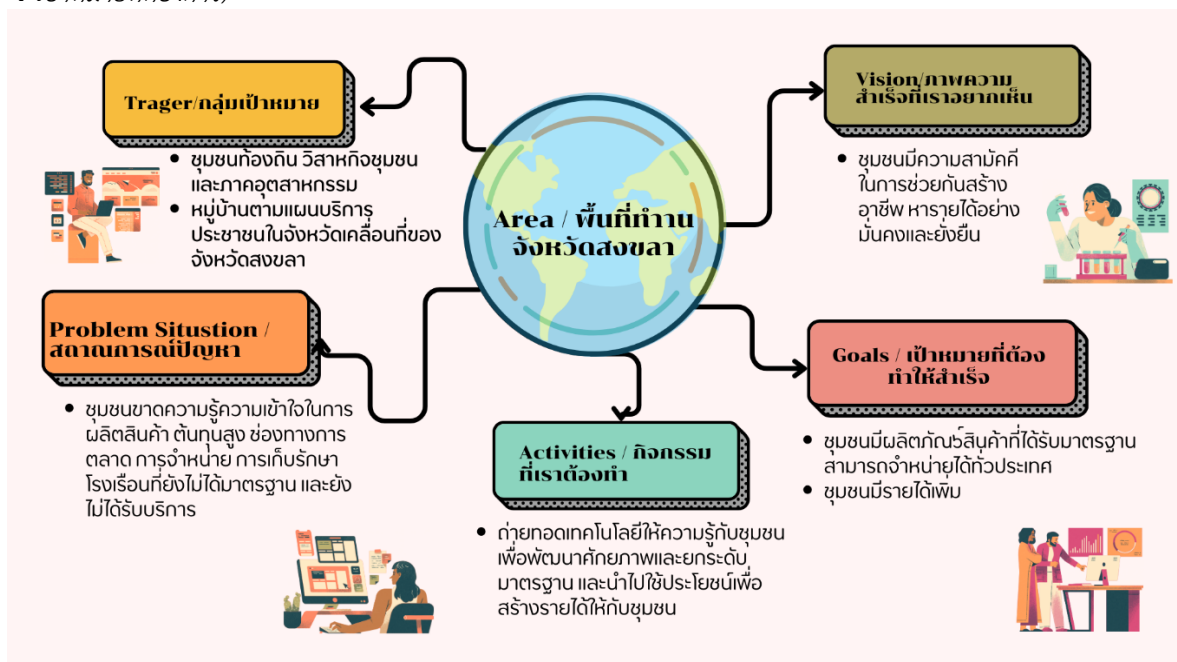 Trager/กลุ่มเป้าหมาย
ชุมชนท้องถิ่น วิสาหกิจชุมชน
และภาคอุตสาหกรรม
หมู่บ้านตามแผนบริการ
ประชาชนในจังหวัดเคลื่อนที่ของ
จังหวัดสงขลา
Vision/ภาพความ
สำเร็จที่เราอยากเห็น
ชุมชนมีความสามัคคี
ในการช่วยกันสร้าง
อาชีพ หารายได้อย่าง
มั่นคงและยั่งยืน
Area / พื้นที่ทำงาน
จังหวัดสงขลา
Problem Situstion /
สถาณการณ์ปัญหา
ชุมชนขาดความรู้ความเข้าใจในการ
ผลิตสินค้า ต้นทุนสูง ช่องทางการ
ตลาด การจำหน่าย การเก็บรักษา
โรงเรือนที่ยังไม่ได้มาตรฐาน และยัง
ไม่ได้รับบริการ
Goals / เป้าหมายที่ต้อง
ทำให้สำเร็จ
ชุมชนมีผลิตภัณฑ์สินค้าที่ได้รับมาตรฐาน
สามารถจำหน่ายได้ทั่วประเทศ
ชุมชนมีรายได้เพิ่ม
Activities / กิจกรรม
ที่เราต้องทำ
ถ่ายทอดเทคโนโลยีให้ความรู้กับชุมชน
เพื่อพัฒนาศักยภาพและยกระดับ
มาตรฐาน และนำไปใช้ประโยชน์เพื่อ
สร้างรายได้ให้กับชุมชน